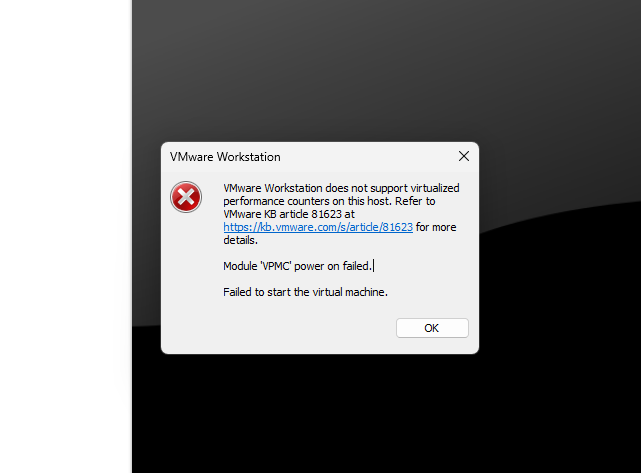 VMware Workstation
VMware Workstation does not support virtualized
performance counters on this host. Refer to
VMware KB article 81623 at
https://kb.vmware.com/s/article/81623 for more
details.
Module 'VPMC' power on failed.
Failed to start the virtual machine.
OK